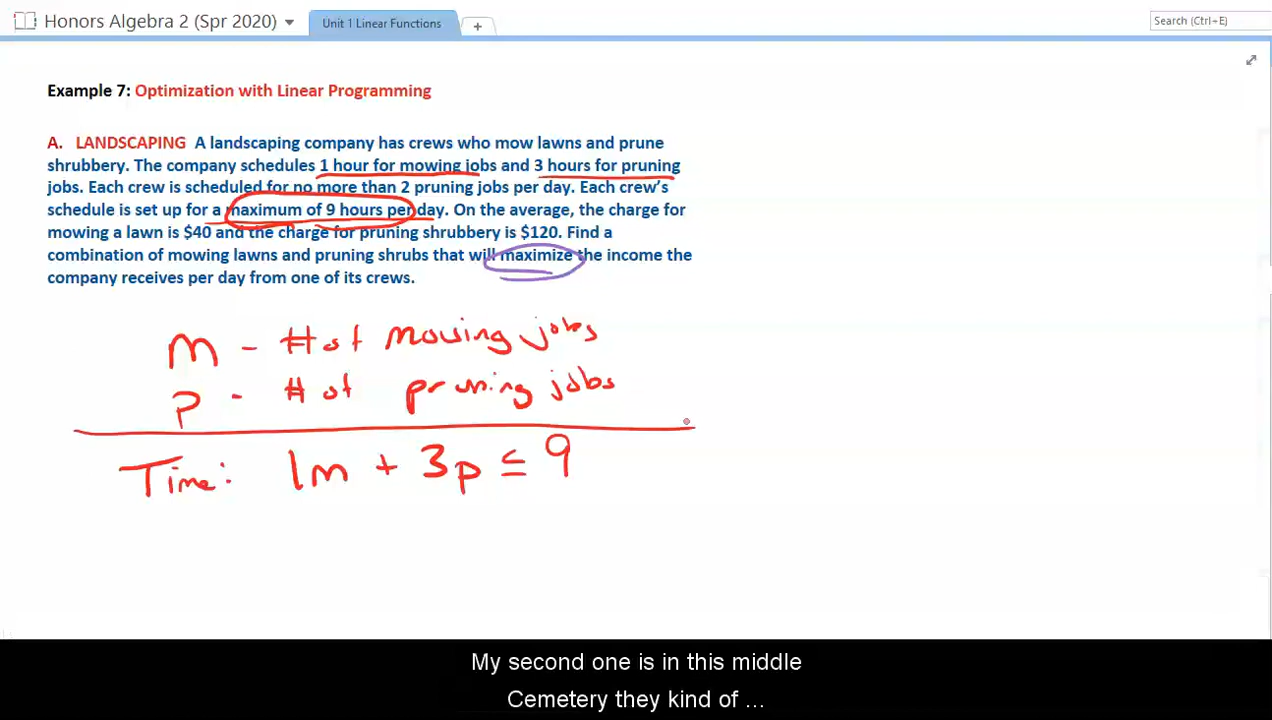 Honors Algebra 2 (Spr 2020)
Unit 1 Linear Functions
+
Search (Ctrl+E)
Example 7: Optimization with Linear Programming
A. LANDSCAPING A landscaping company has crews who mow lawns and prune
shrubbery. The company schedules 1 hour for mowing jobs and 3 hours for pruning
jobs. Each crew is scheduled for no more than 2 pruning jobs per day. Each crew's
schedule is set up for a maximum of 9 hours per day. On the average, the charge for
mowing a lawn is $40 and the charge for pruning shrubbery is $120. Find a
combination of mowing lawns and pruning shrubs that will maximize the income the
company receives per day from one of its crews.
m - # of mowing jobs
p - # of pruning jobs
Time: 1m + 3p ≤ 9
My second one is in this middle
Cemetery they kind of ...